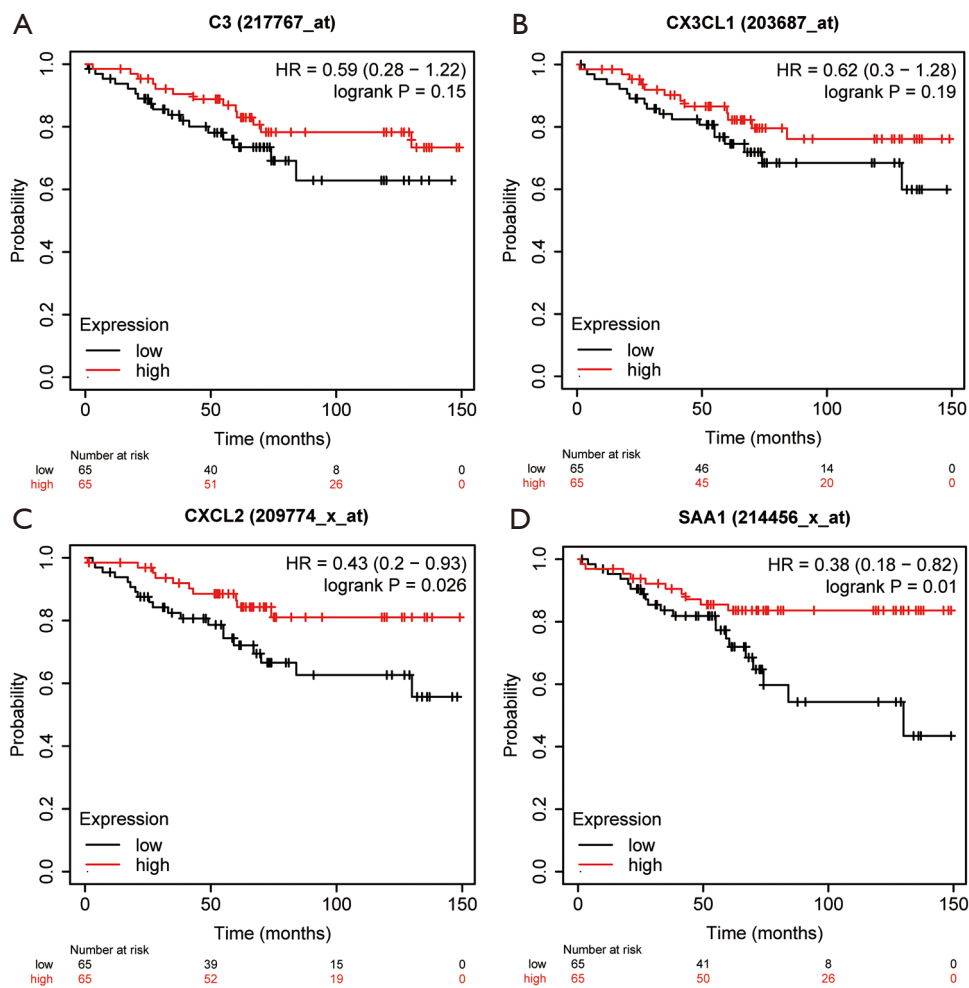 A
C3 (217767_at)
HR = 0.59 (0.28 − 1.22)
logrank P = 0.15
Probability
1.0
0.8
0.6
0.4
0.2
0.0
Expression
low
high
0 50 100 150
Time (months)
Number at risk
low 65 40 8 0
high 65 51 26 0
B
CX3CL1 (203687_at)
HR = 0.62 (0.3 − 1.28)
logrank P = 0.19
Probability
1.0
0.8
0.6
0.4
0.2
0.0
Expression
low
high
0 50 100 150
Time (months)
Number at risk
low 65 46 14 0
high 65 45 20 0
C
CXCL2 (209774_x_at)
HR = 0.43 (0.2 − 0.93)
logrank P = 0.026
Probability
1.0
0.8
0.6
0.4
0.2
0.0
Expression
low
high
0 50 100 150
Time (months)
Number at risk
low 65 39 15 0
high 65 52 19 0
D
SAA1 (214456_x_at)
HR = 0.38 (0.18 − 0.82)
logrank P = 0.01
Probability
1.0
0.8
0.6
0.4
0.2
0.0
Expression
low
high
0 50 100 150
Time (months)
Number at risk
low 65 41 8 0
high 65 50 26 0